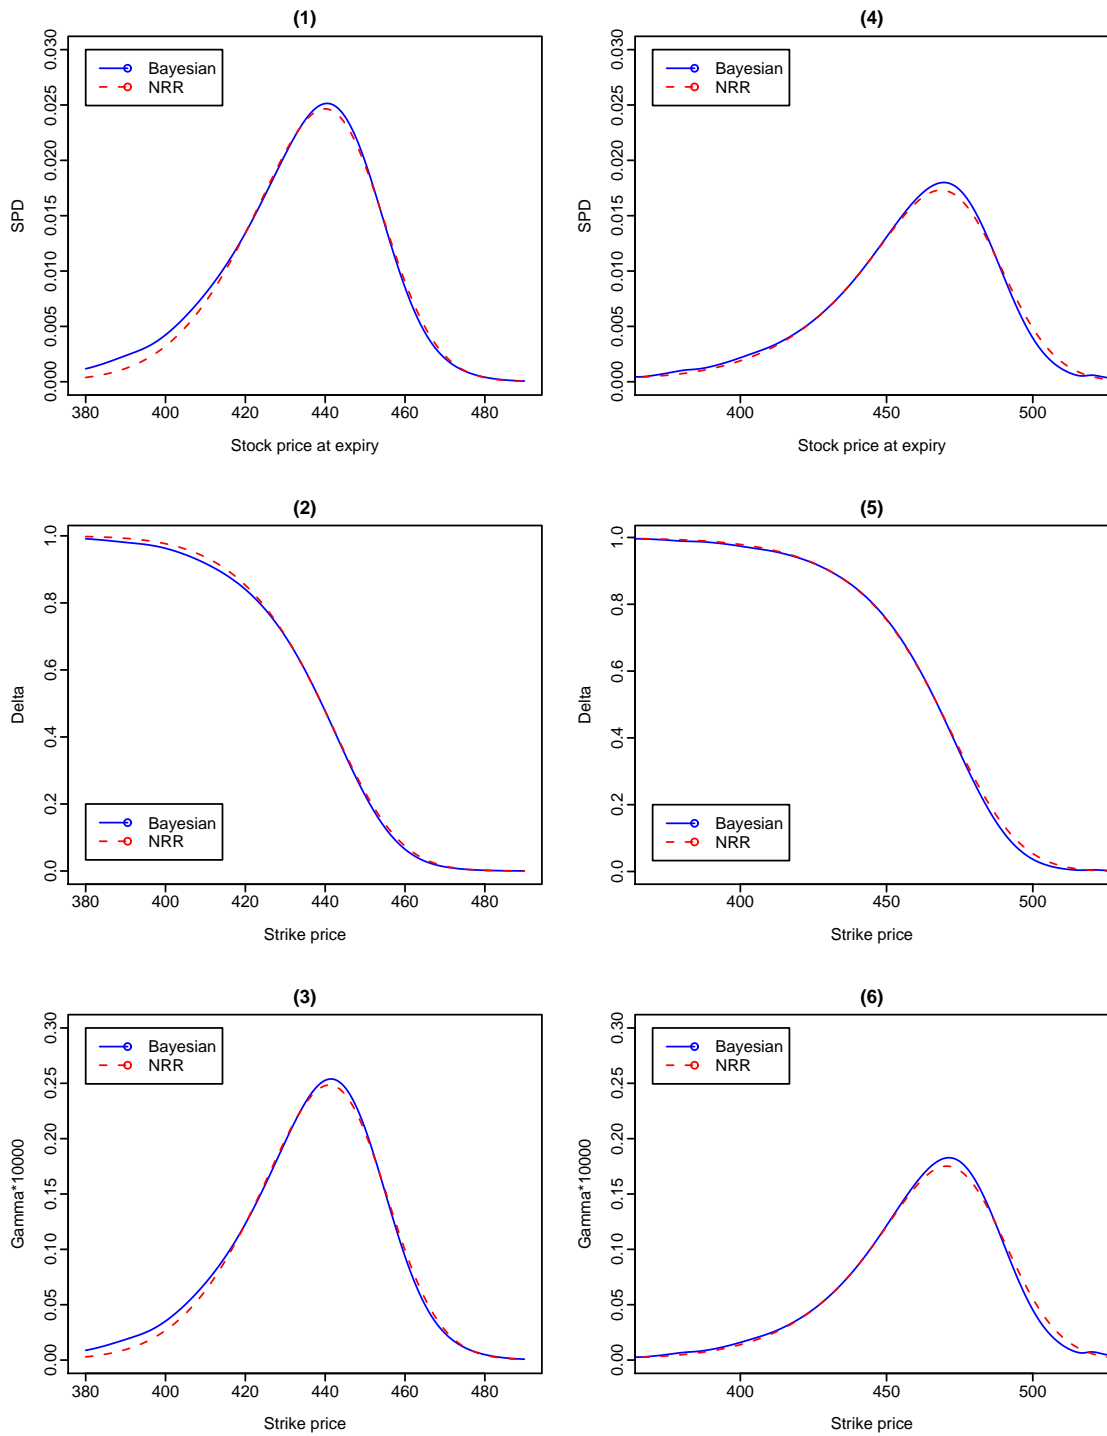 (1)
SPD
0.000 0.005 0.010 0.015 0.020 0.025 0.030
Bayesian
NRR
380 400 420 440 460 480
Stock price at expiry
(4)
SPD
0.000 0.005 0.010 0.015 0.020 0.025 0.030
Bayesian
NRR
400 450 500
Stock price at expiry
(2)
Delta
0.0 0.2 0.4 0.6 0.8 1.0
Bayesian
NRR
380 400 420 440 460 480
Strike price
(5)
Delta
0.0 0.2 0.4 0.6 0.8 1.0
Bayesian
NRR
400 450 500
Strike price
(3)
Gamma*10000
0.00 0.05 0.10 0.15 0.20 0.25 0.30
Bayesian
NRR
380 400 420 440 460 480
Strike price
(6)
Gamma*10000
0.00 0.05 0.10 0.15 0.20 0.25 0.30
Bayesian
NRR
400 450 500
Strike price